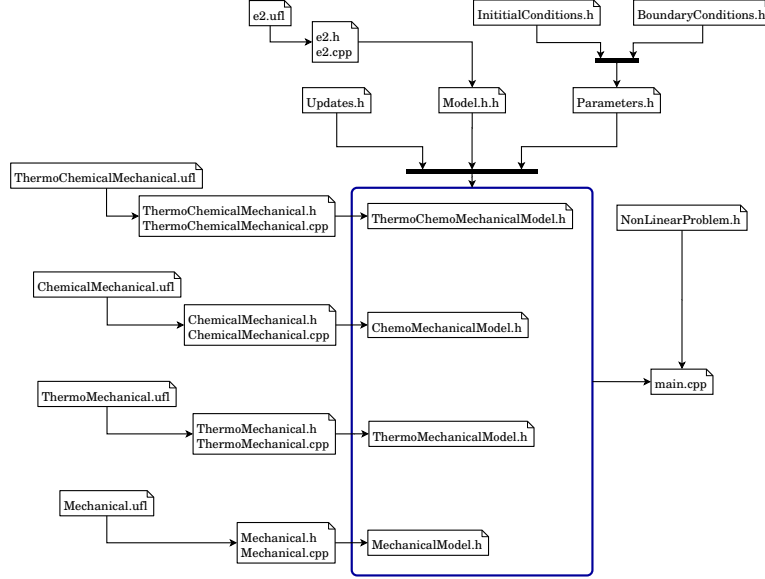 e2.ufl
e2.h
e2.cpp
InititialConditions.h
BoundaryConditions.h
Updates.h
Model.h.h
Parameters.h
ThermoChemicalMechanical.ufl
ThermoChemicalMechanical.h
ThermoChemicalMechanical.cpp
ThermoChemoMechanicalModel.h
NonLinearProblem.h
ChemicalMechanical.ufl
ChemicalMechanical.h
ChemicalMechanical.cpp
ChemoMechanicalModel.h
main.cpp
ThermoMechanical.ufl
ThermoMechanical.h
ThermoMechanical.cpp
ThermoMechanicalModel.h
Mechanical.ufl
Mechanical.h
Mechanical.cpp
MechanicalModel.h